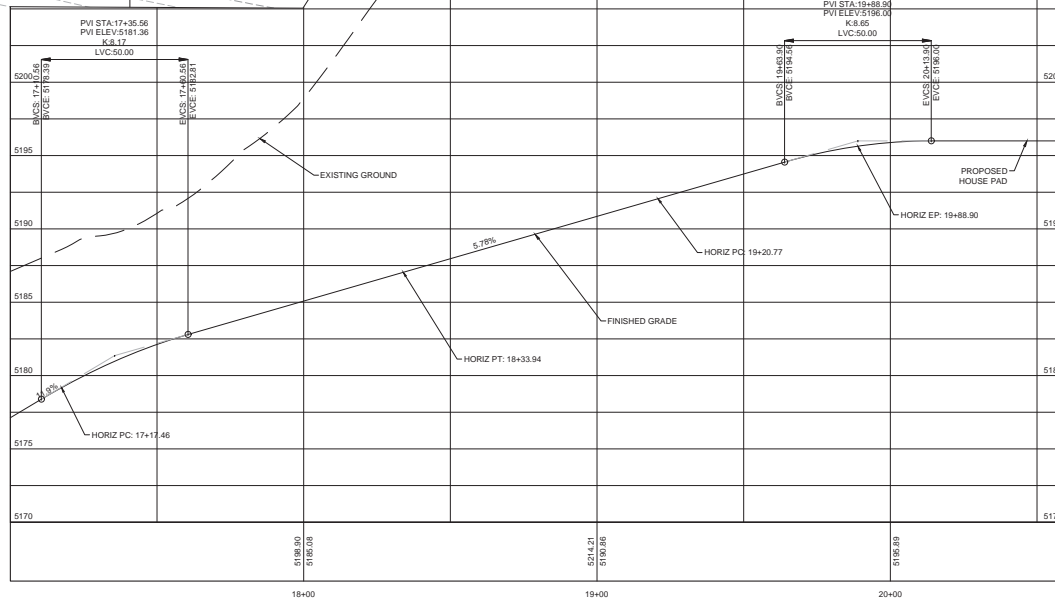 PVI STA:17+35.56
PVI ELEV:5181.36
K:8.17
LVC:50.00
BVCS: 17+10.56
BVCE: 5178.39
EVCS: 17+60.56
EVCE: 5182.81
PVI STA:19+88.90
PVI ELEV:5196.00
K:8.65
LVC:50.00
BVCS: 19+63.90
BVCE: 5194.56
EVCS: 20+13.90
EVCE: 5196.00
5200
5195
5190
5185
5180
5175
5170
EXISTING GROUND
PROPOSED
HOUSE PAD
HORIZ EP: 19+88.90
HORIZ PC: 19+20.77
5.78%
FINISHED GRADE
HORIZ PT: 18+33.94
11.9%
HORIZ PC: 17+17.46
5198.90
5185.08
5214.21
5190.86
5195.89
18+00
19+00
20+00